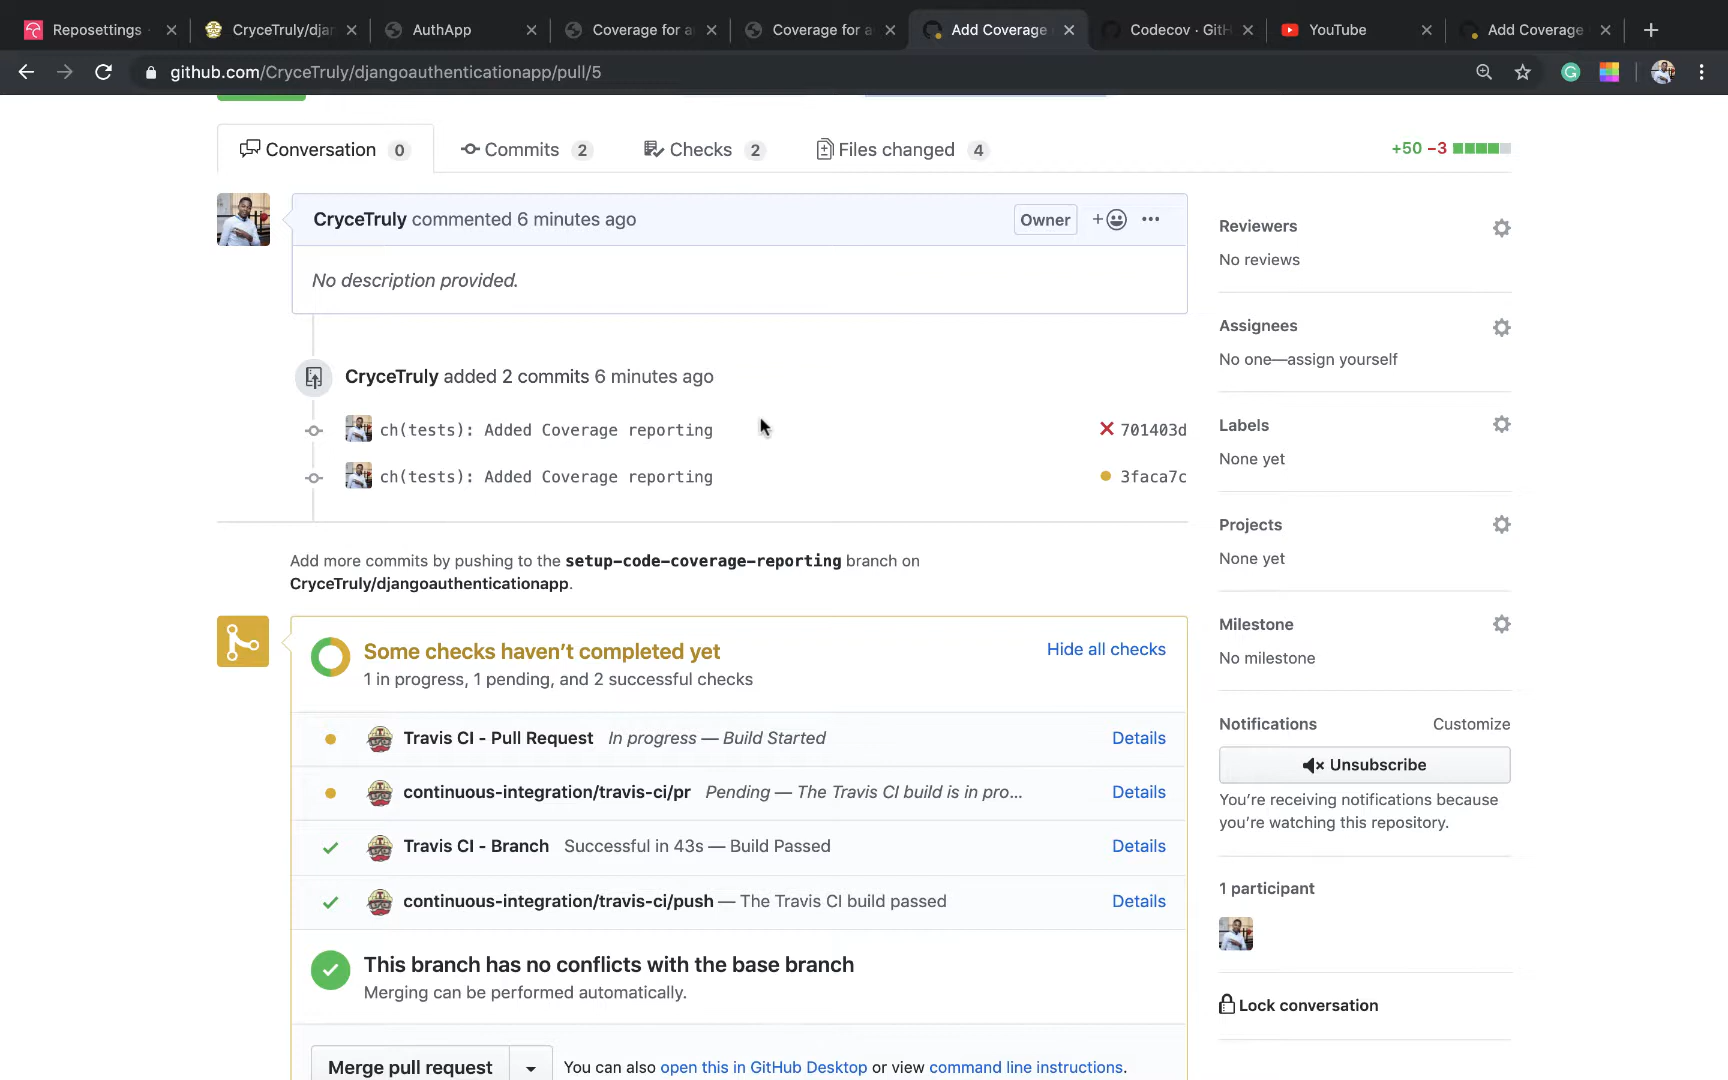 Reposettings
CryceTruly/djan
AuthApp
Coverage for a
Coverage for a
Add Coverage
Codecov · GitH
YouTube
Add Coverage
github.com/CryceTruly/djangoauthenticationapp/pull/5
Conversation 0
Commits 2
Checks 2
Files changed 4
+50 −3
CryceTruly commented 6 minutes ago
Owner
No description provided.
CryceTruly added 2 commits 6 minutes ago
ch(tests): Added Coverage reporting 701403d
ch(tests): Added Coverage reporting 3faca7c
Add more commits by pushing to the setup-code-coverage-reporting branch on
CryceTruly/djangoauthenticationapp.
Some checks haven't completed yet
Hide all checks
1 in progress, 1 pending, and 2 successful checks
Travis CI - Pull Request In progress — Build Started Details
continuous-integration/travis-ci/pr Pending — The Travis CI build is in pro... Details
Travis CI - Branch Successful in 43s — Build Passed Details
continuous-integration/travis-ci/push — The Travis CI build passed Details
This branch has no conflicts with the base branch
Merging can be performed automatically.
Merge pull request
You can also open this in GitHub Desktop or view command line instructions.
Reviewers
No reviews
Assignees
No one—assign yourself
Labels
None yet
Projects
None yet
Milestone
No milestone
Notifications Customize
Unsubscribe
You're receiving notifications because
you're watching this repository.
1 participant
Lock conversation